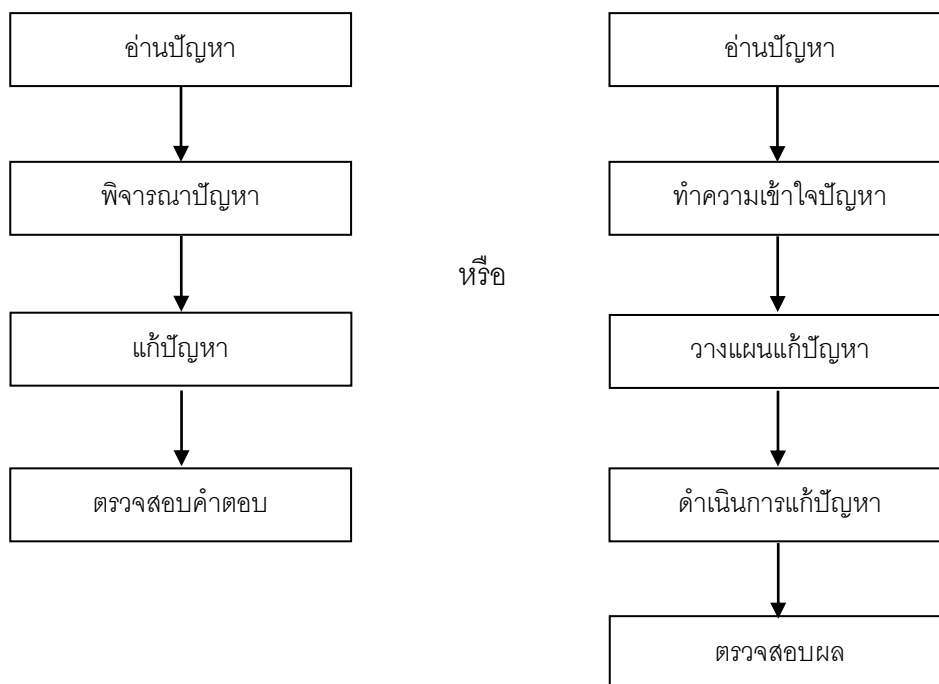 อ่านปัญหา
พิจารณาปัญหา
แก้ปัญหา
ตรวจสอบคำตอบ
หรือ
อ่านปัญหา
ทำความเข้าใจปัญหา
วางแผนแก้ปัญหา
ดำเนินการแก้ปัญหา
ตรวจสอบผล